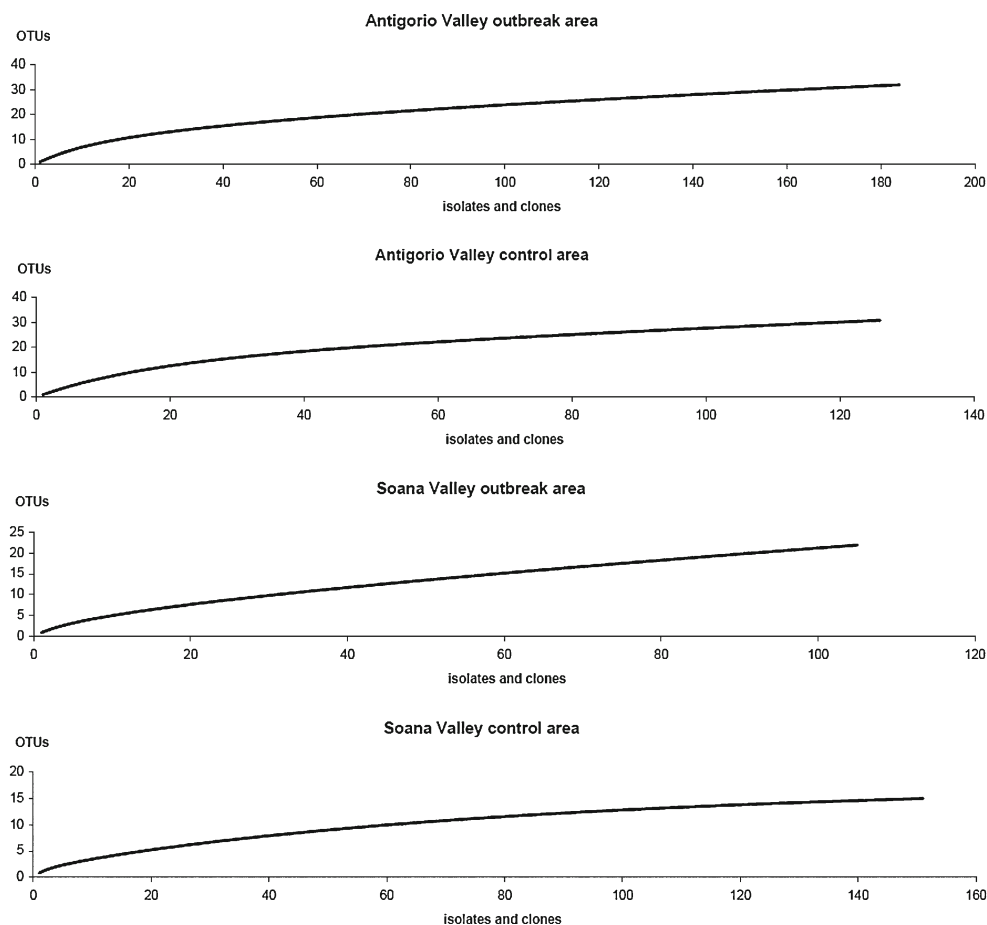 Antigorio Valley outbreak area
OTUs
40
30
20
10
0
0 20 40 60 80 100 120 140 160 180 200
isolates and clones
Antigorio Valley control area
OTUs
40
30
20
10
0
0 20 40 60 80 100 120 140
isolates and clones
Soana Valley outbreak area
OTUs
25
20
15
10
5
0
0 20 40 60 80 100 120
isolates and clones
Soana Valley control area
OTUs
20
15
10
5
0
0 20 40 60 80 100 120 140 160
isolates and clones